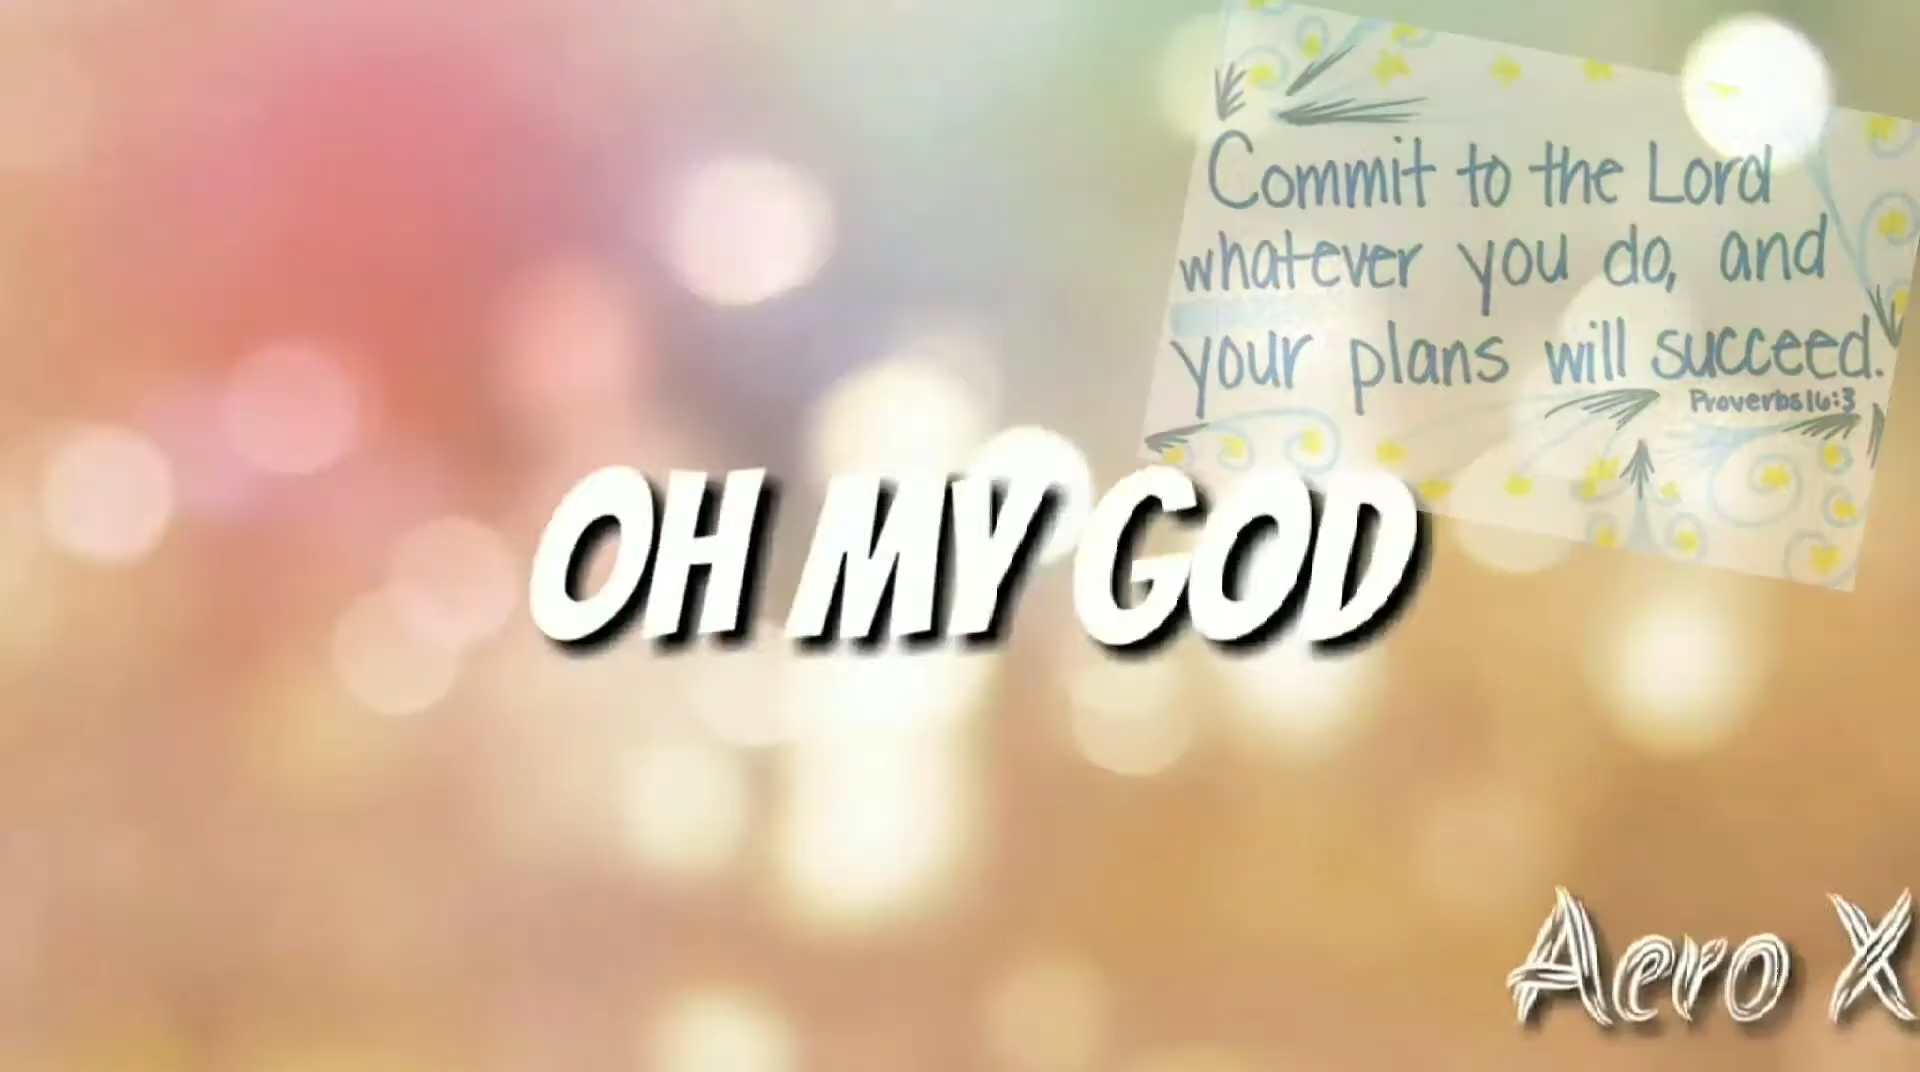 Commit to the Lord
whatever you do, and
your plans will succeed.
Proverbs 16:3
OH MY GOD
Aero X